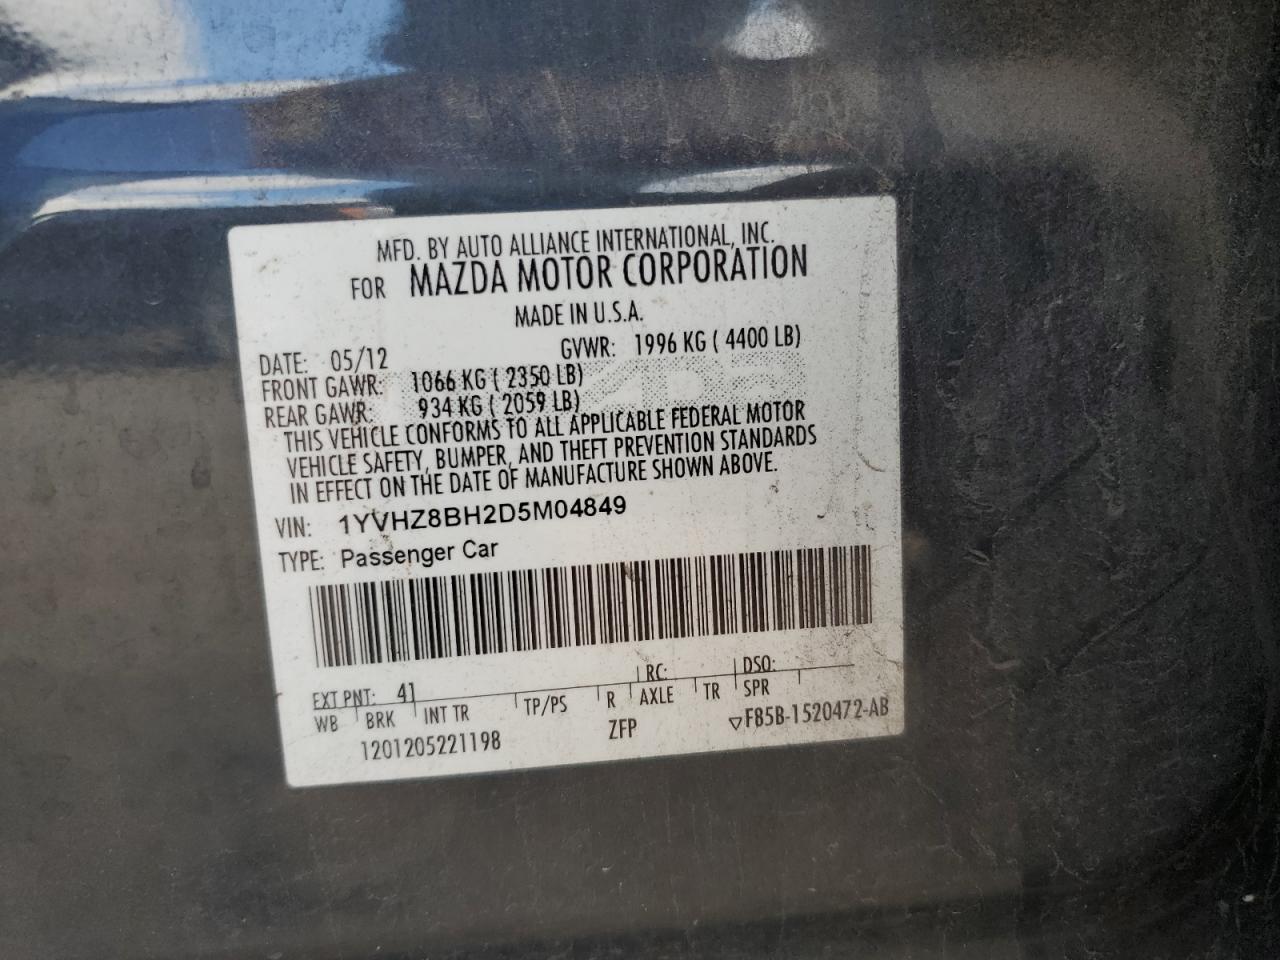 MFD. BY AUTO ALLIANCE INTERNATIONAL, INC.
FOR MAZDA MOTOR CORPORATION
MADE IN U.S.A.
DATE: 05/12 GVWR: 1996 KG ( 4400 LB)
FRONT GAWR: 1066 KG ( 2350 LB)
REAR GAWR: 934 KG ( 2059 LB)
THIS VEHICLE CONFORMS TO ALL APPLICABLE FEDERAL MOTOR
VEHICLE SAFETY, BUMPER, AND THEFT PREVENTION STANDARDS
IN EFFECT ON THE DATE OF MANUFACTURE SHOWN ABOVE.
VIN: 1YVHZ8BH2D5M04849
TYPE: Passenger Car
EXT PNT: 41 RC: DSO:
WB BRK INT TR TP/PS R AXLE TR SPR
1201205221198 ZFP ▽F85B-1520472-AB